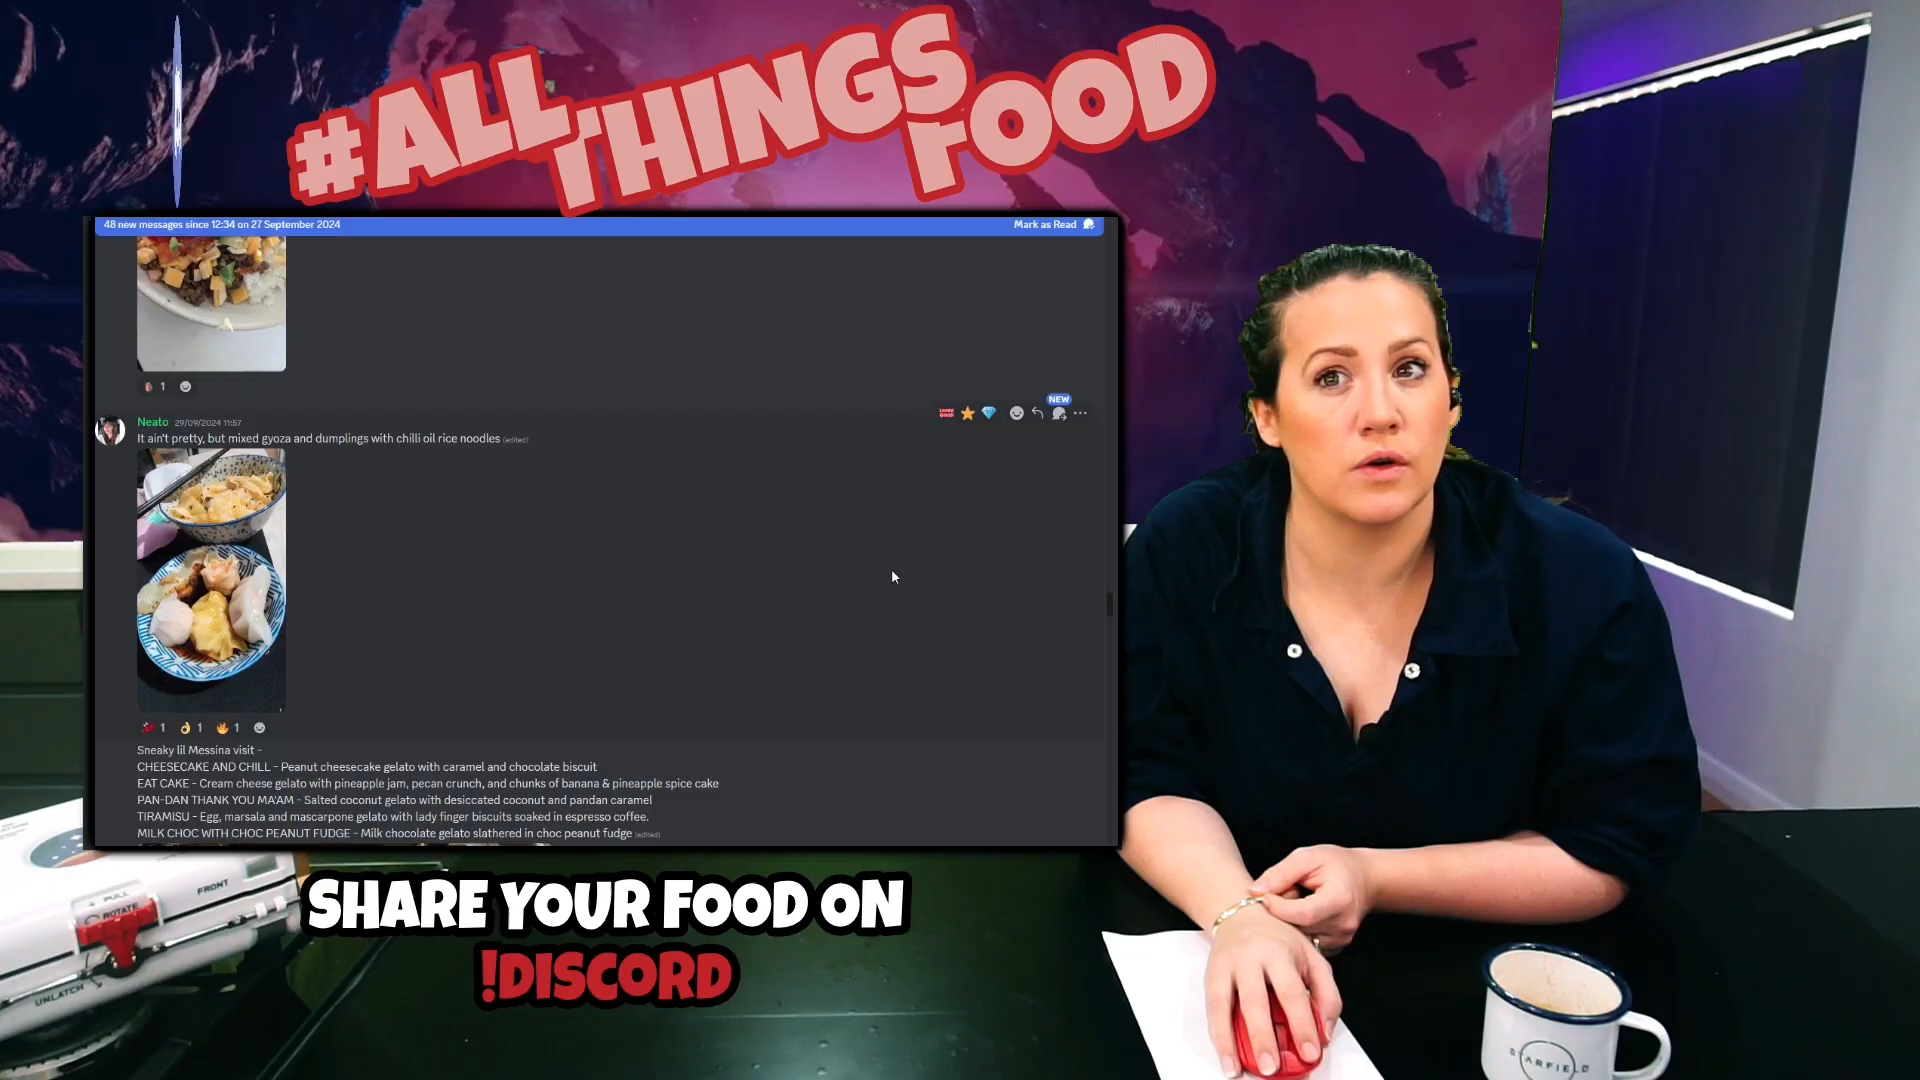 #ALL THINGS FOOD
48 new messages since 12:34 on 27 September 2024 Mark as Read
1
NEW
Neato 29/09/2024 11:57
It ain't pretty, but mixed gyoza and dumplings with chilli oil rice noodles (edited)
1 1 1
Sneaky lil Messina visit -
CHEESECAKE AND CHILL - Peanut cheesecake gelato with caramel and chocolate biscuit
EAT CAKE - Cream cheese gelato with pineapple jam, pecan crunch, and chunks of banana & pineapple spice cake
PAN-DAN THANK YOU MA'AM - Salted coconut gelato with desiccated coconut and pandan caramel
TIRAMISU - Egg, marsala and mascarpone gelato with lady finger biscuits soaked in espresso coffee.
MILK CHOC WITH CHOC PEANUT FUDGE - Milk chocolate gelato slathered in choc peanut fudge (edited)
PULL
FRONT
ROTATE
UNLATCH
SHARE YOUR FOOD ON
!DISCORD
STARFIELD